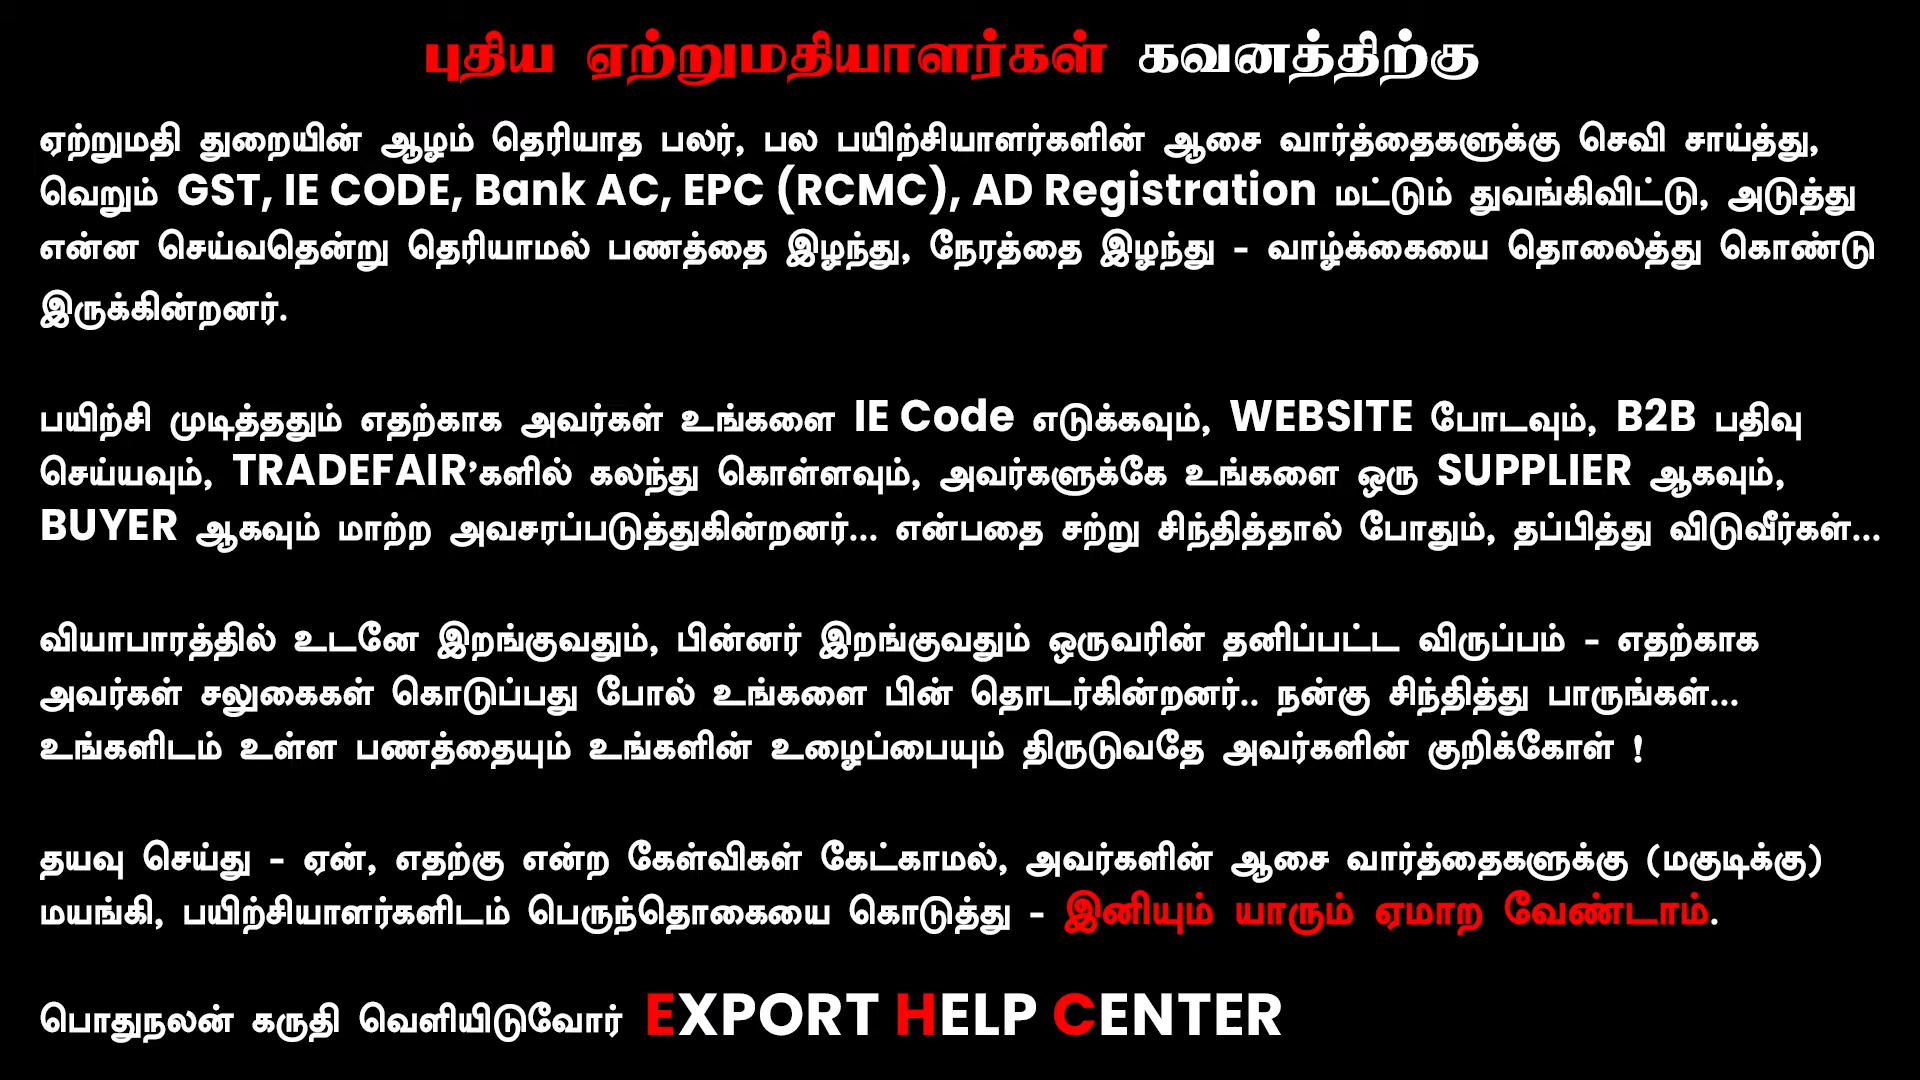 புதிய ஏற்றுமதியாளர்கள் கவனத்திற்கு
ஏற்றுமதி துறையின் ஆழம் தெரியாத பலர், பல பயிற்சியாளர்களின் ஆசை வார்த்தைகளுக்கு செவி சாய்த்து,
வெறும் GST, IE CODE, Bank AC, EPC (RCMC), AD Registration மட்டும் துவங்கிவிட்டு, அடுத்து
என்ன செய்வதென்று தெரியாமல் பணத்தை இழந்து, நேரத்தை இழந்து - வாழ்க்கையை தொலைத்து கொண்டு
இருக்கின்றனர்.
பயிற்சி முடித்ததும் எதற்காக அவர்கள் உங்களை IE Code எடுக்கவும், WEBSITE போடவும், B2B பதிவு
செய்யவும், TRADEFAIR’களில் கலந்து கொள்ளவும், அவர்களுக்கே உங்களை ஒரு SUPPLIER ஆகவும்,
BUYER ஆகவும் மாற்ற அவசரப்படுத்துகின்றனர்... என்பதை சற்று சிந்தித்தால் போதும், தப்பித்து விடுவீர்கள்...
வியாபாரத்தில் உடனே இறங்குவதும், பின்னர் இறங்குவதும் ஒருவரின் தனிப்பட்ட விருப்பம் - எதற்காக
அவர்கள் சலுகைகள் கொடுப்பது போல் உங்களை பின் தொடர்கின்றனர்.. நன்கு சிந்தித்து பாருங்கள்...
உங்களிடம் உள்ள பணத்தையும் உங்களின் உழைப்பையும் திருடுவதே அவர்களின் குறிக்கோள் !
தயவு செய்து - ஏன், எதற்கு என்ற கேள்விகள் கேட்காமல், அவர்களின் ஆசை வார்த்தைகளுக்கு (மகுடிக்கு)
மயங்கி, பயிற்சியாளர்களிடம் பெருந்தொகையை கொடுத்து - இனியும் யாரும் ஏமாற வேண்டாம்.
பொதுநலன் கருதி வெளியிடுவோர் EXPORT HELP CENTER